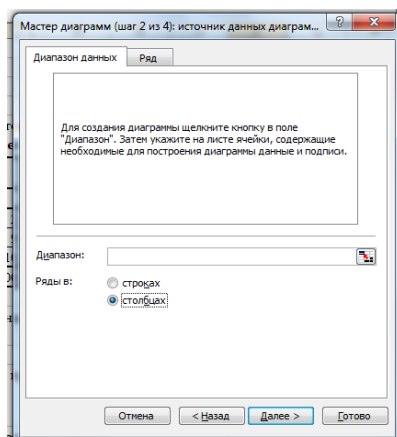 Мастер диаграмм (шаг 2 из 4): источник данных диаграм...
Диапазон данных Ряд
Для создания диаграммы щелкните кнопку в поле
"Диапазон". Затем укажите на листе ячейки, содержащие
необходимые для построения диаграммы данные и подписи.
Диапазон:
Ряды в: строках
столбцах
Отмена < Назад Далее > Готово